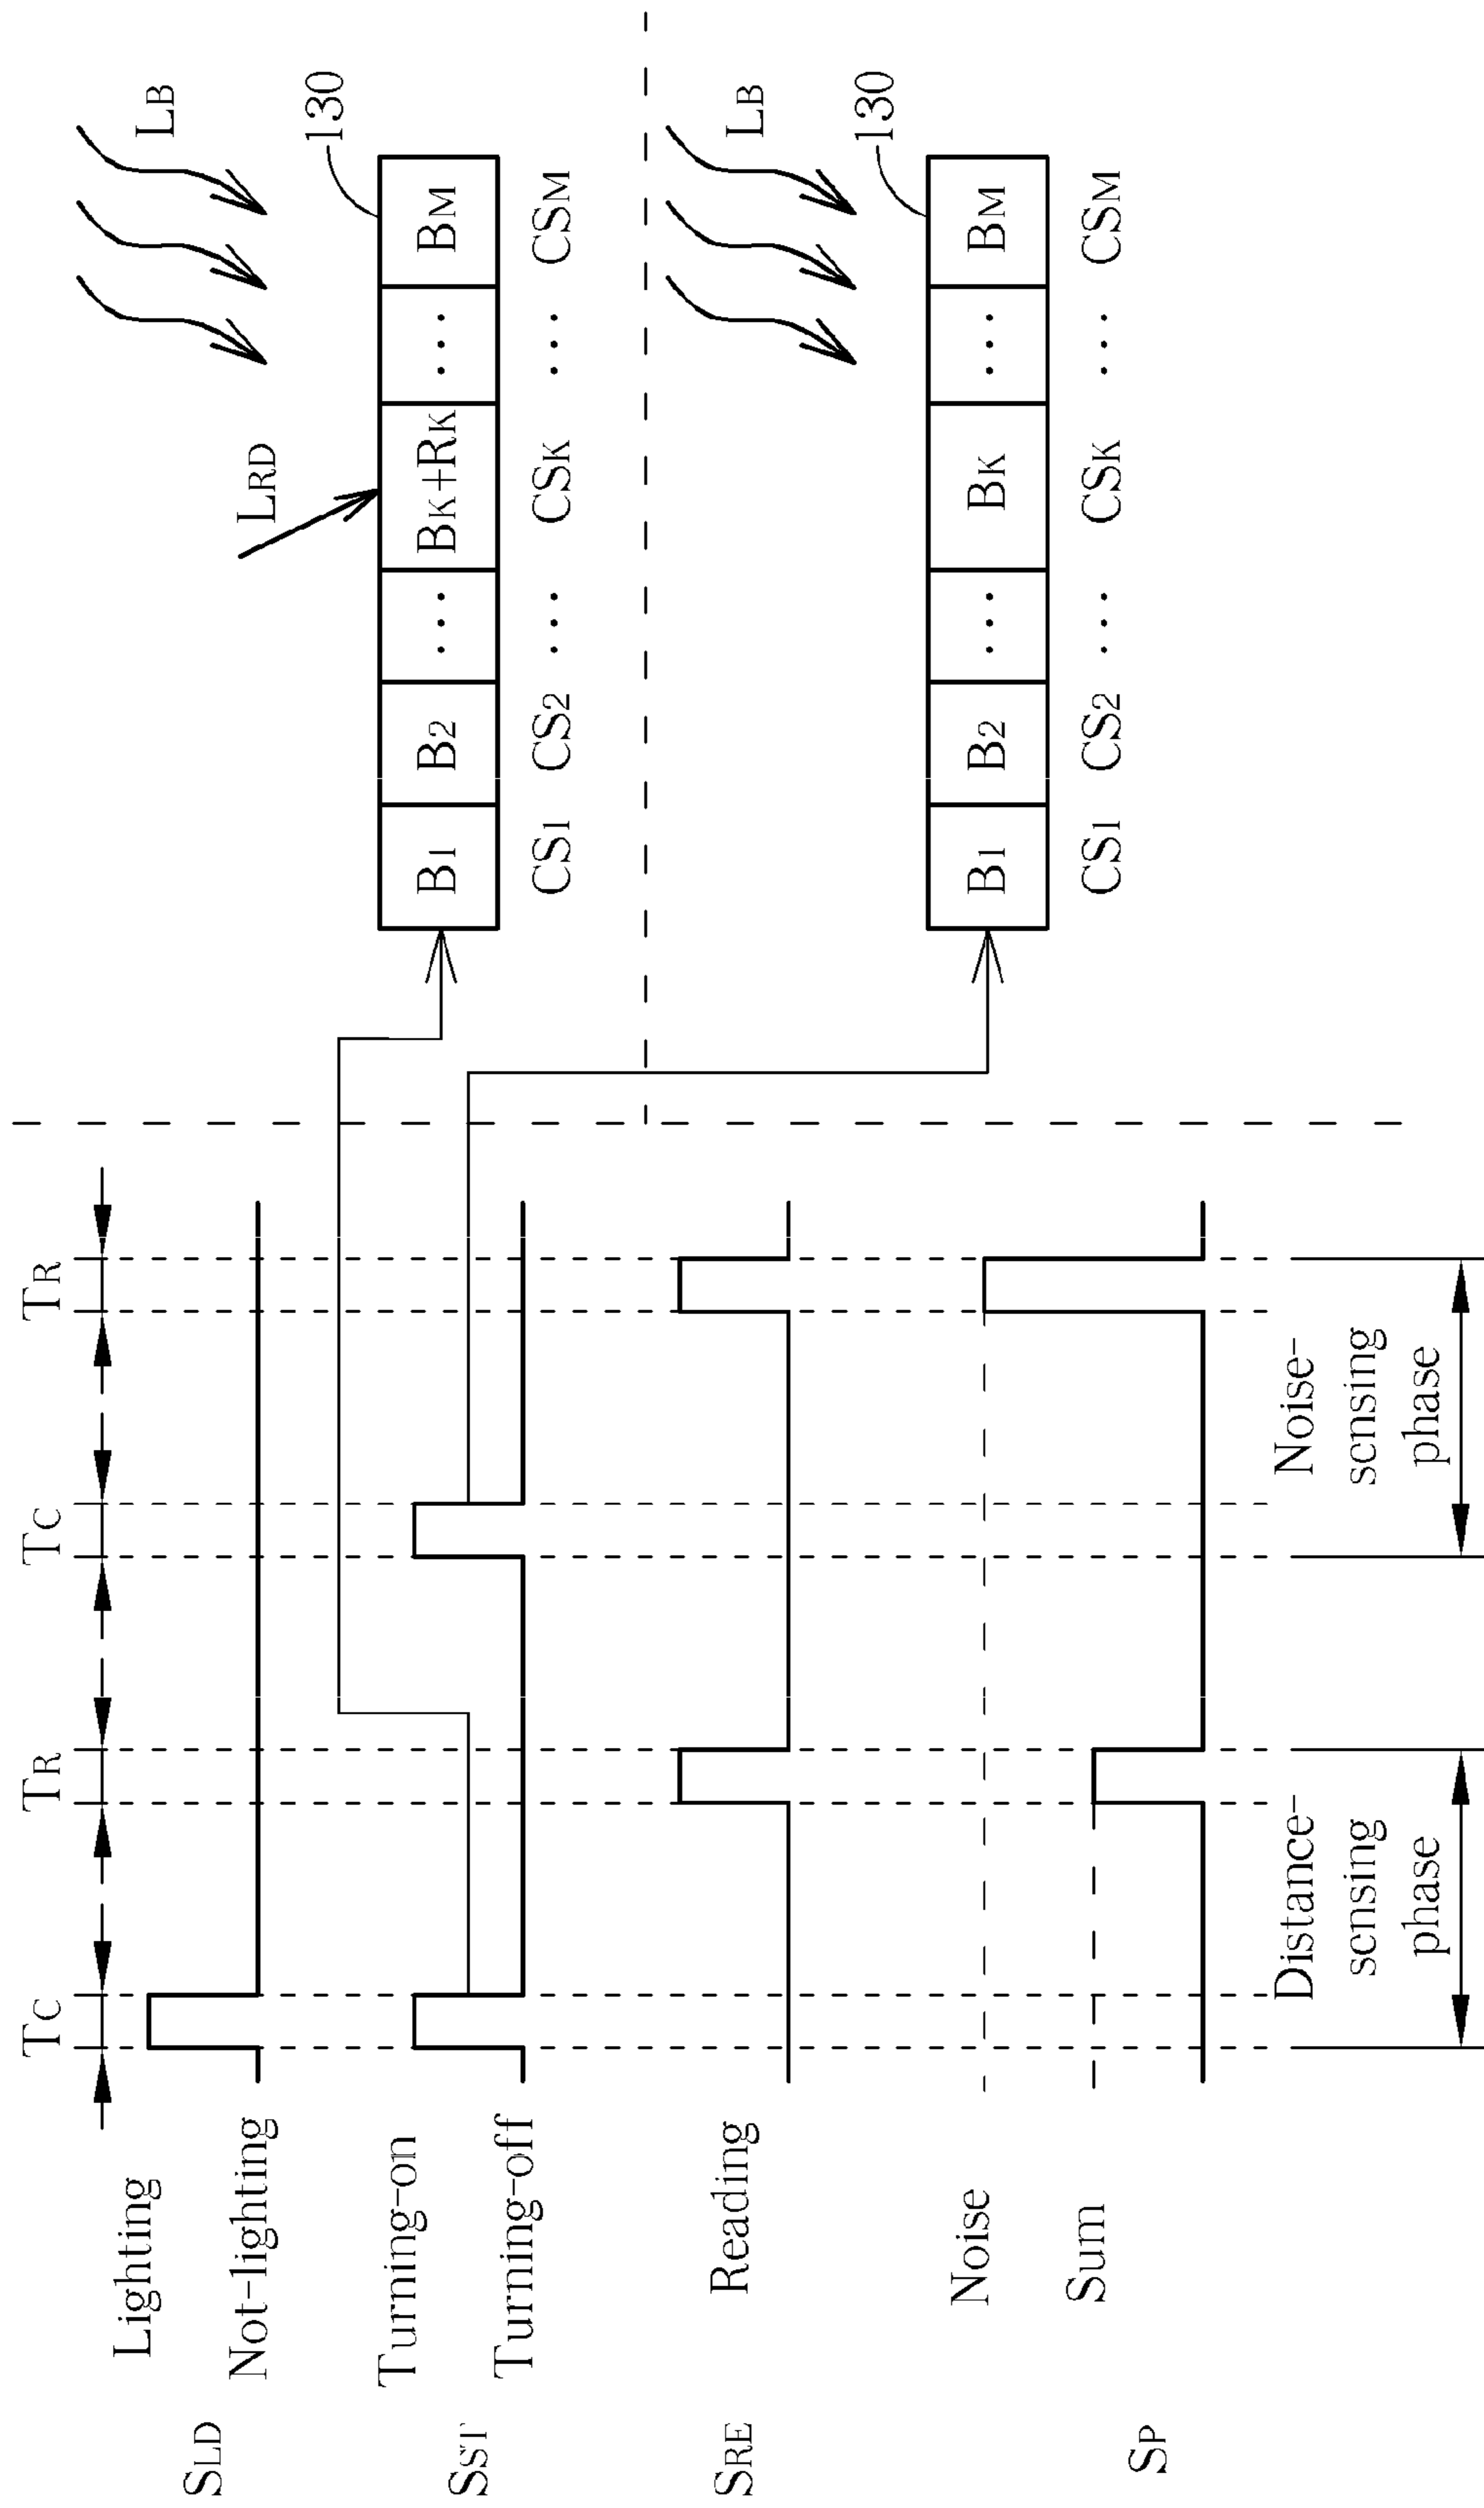 TC TR TC TR
Lighting
Not-lighting
SLD
Turning-on
Turning-off
SST
Reading
SRE
Noise
Sum
SP
Distance-
sensing
phase
Noise-
sensing
phase
LRD
LB
130
B1 B2 ... BK+RK ... BM
CS1 CS2 ... CSK ... CSM
LB
130
B1 B2 ... BK ... BM
CS1 CS2 ... CSK ... CSM